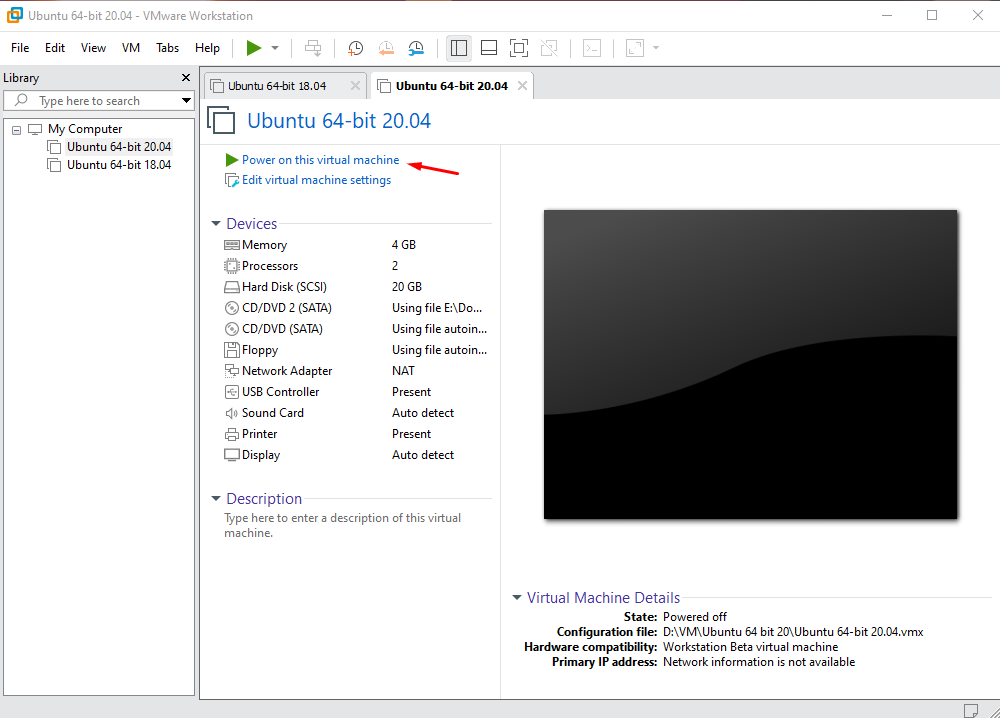 Ubuntu 64-bit 20.04 - VMware Workstation
File Edit View VM Tabs Help
Library
Type here to search
My Computer
Ubuntu 64-bit 20.04
Ubuntu 64-bit 18.04
Ubuntu 64-bit 18.04 Ubuntu 64-bit 20.04
Ubuntu 64-bit 20.04
Power on this virtual machine
Edit virtual machine settings
Devices
Memory 4 GB
Processors 2
Hard Disk (SCSI) 20 GB
CD/DVD 2 (SATA) Using file E:\Do...
CD/DVD (SATA) Using file autoin...
Floppy Using file autoin...
Network Adapter NAT
USB Controller Present
Sound Card Auto detect
Printer Present
Display Auto detect
Description
Type here to enter a description of this virtual
machine.
Virtual Machine Details
State: Powered off
Configuration file: D:\VM\Ubuntu 64 bit 20\Ubuntu 64-bit 20.04.vmx
Hardware compatibility: Workstation Beta virtual machine
Primary IP address: Network information is not available